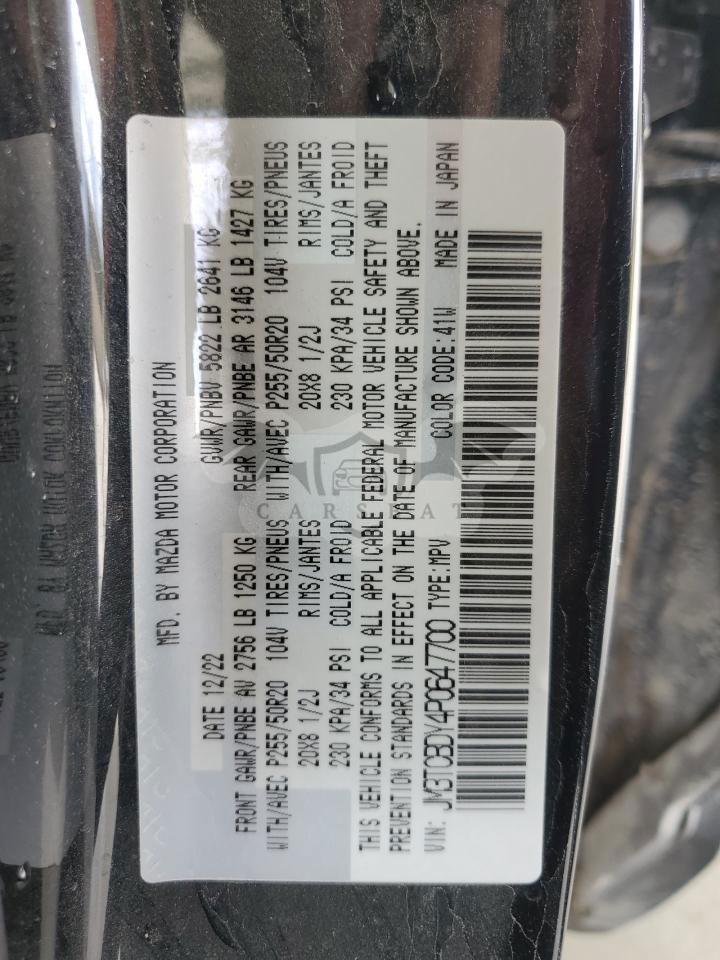 MFD. BY MAZDA MOTOR CORPORATION
DATE 12/22 GVWR/PNBV 5822 LB 2641 KG
FRONT GAWR/PNBE AV 2756 LB 1250 KG REAR GAWR/PNBE AR 3146 LB 1427 KG
WITH/AVEC P255/50R20 104V TIRES/PNEUS WITH/AVEC P255/50R20 104V TIRES/PNEUS
20X8 1/2J RIMS/JANTES 20X8 1/2J RIMS/JANTES
230 KPA/34 PSI COLD/A FROID 230 KPA/34 PSI COLD/A FROID
THIS VEHICLE CONFORMS TO ALL APPLICABLE FEDERAL MOTOR VEHICLE SAFETY AND THEFT
PREVENTION STANDARDS IN EFFECT ON THE DATE OF MANUFACTURE SHOWN ABOVE.
VIN: JM3TCBDY4P0647700 TYPE:MPV COLOR CODE:41W MADE IN JAPAN